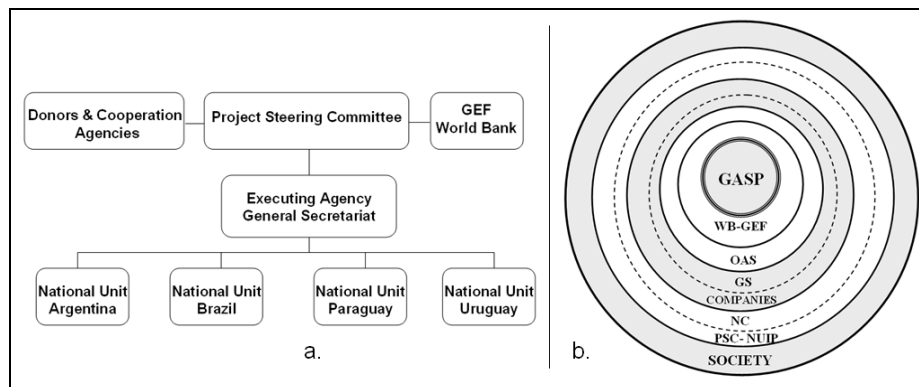 Donors & Cooperation
Agencies
Project Steering Committee
GEF
World Bank
Executing Agency
General Secretariat
National Unit
Argentina
National Unit
Brazil
National Unit
Paraguay
National Unit
Uruguay
a.
GASP
WB-GEF
OAS
GS
COMPANIES
NC
PSC- NUIP
SOCIETY
b.